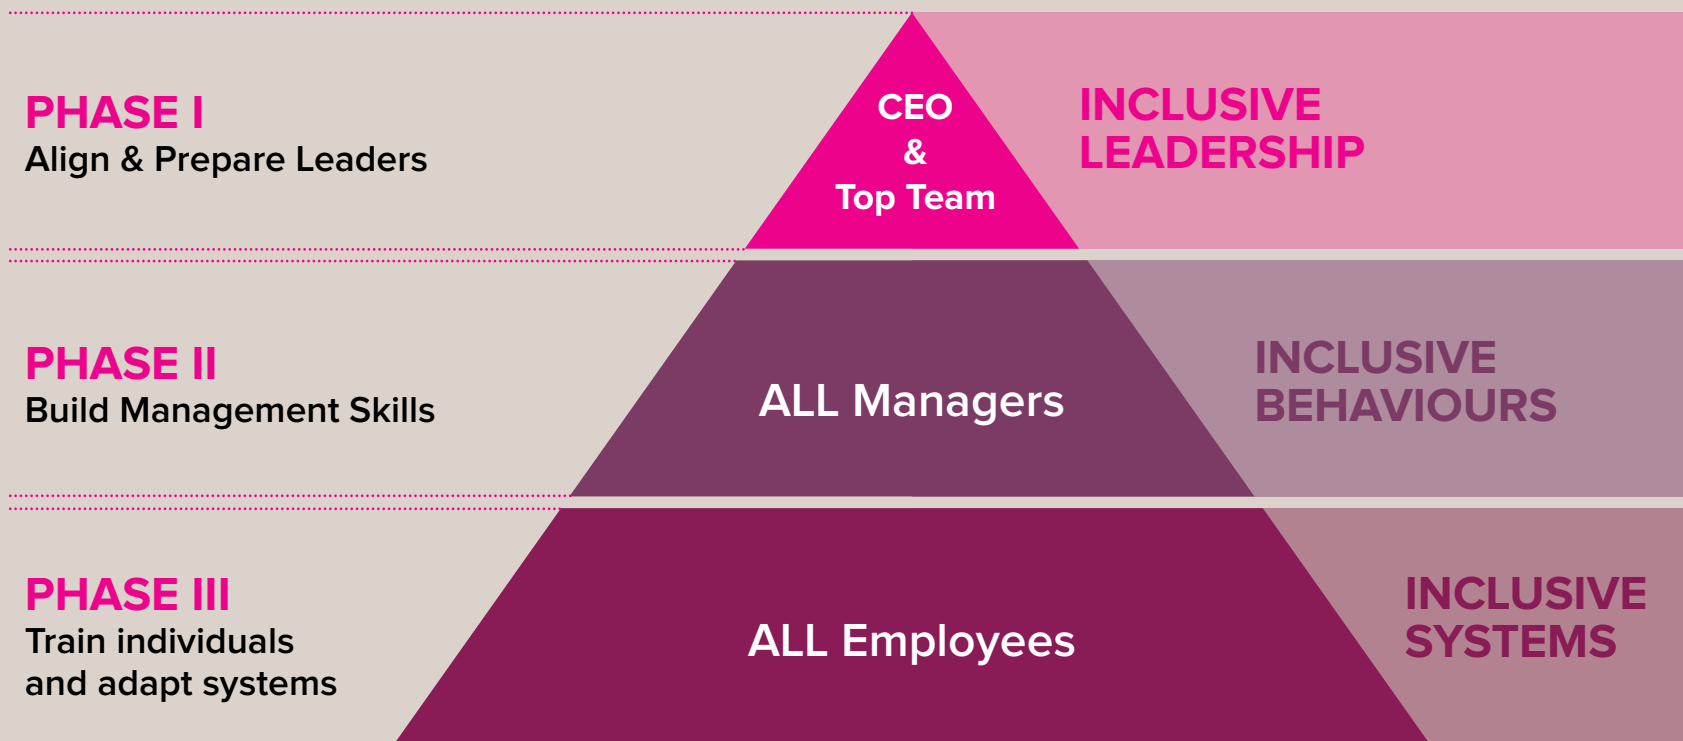 PHASE I
Align & Prepare Leaders
CEO
&
Top Team
INCLUSIVE
LEADERSHIP
PHASE II
Build Management Skills
ALL Managers
INCLUSIVE
BEHAVIOURS
PHASE III
Train individuals
and adapt systems
ALL Employees
INCLUSIVE
SYSTEMS